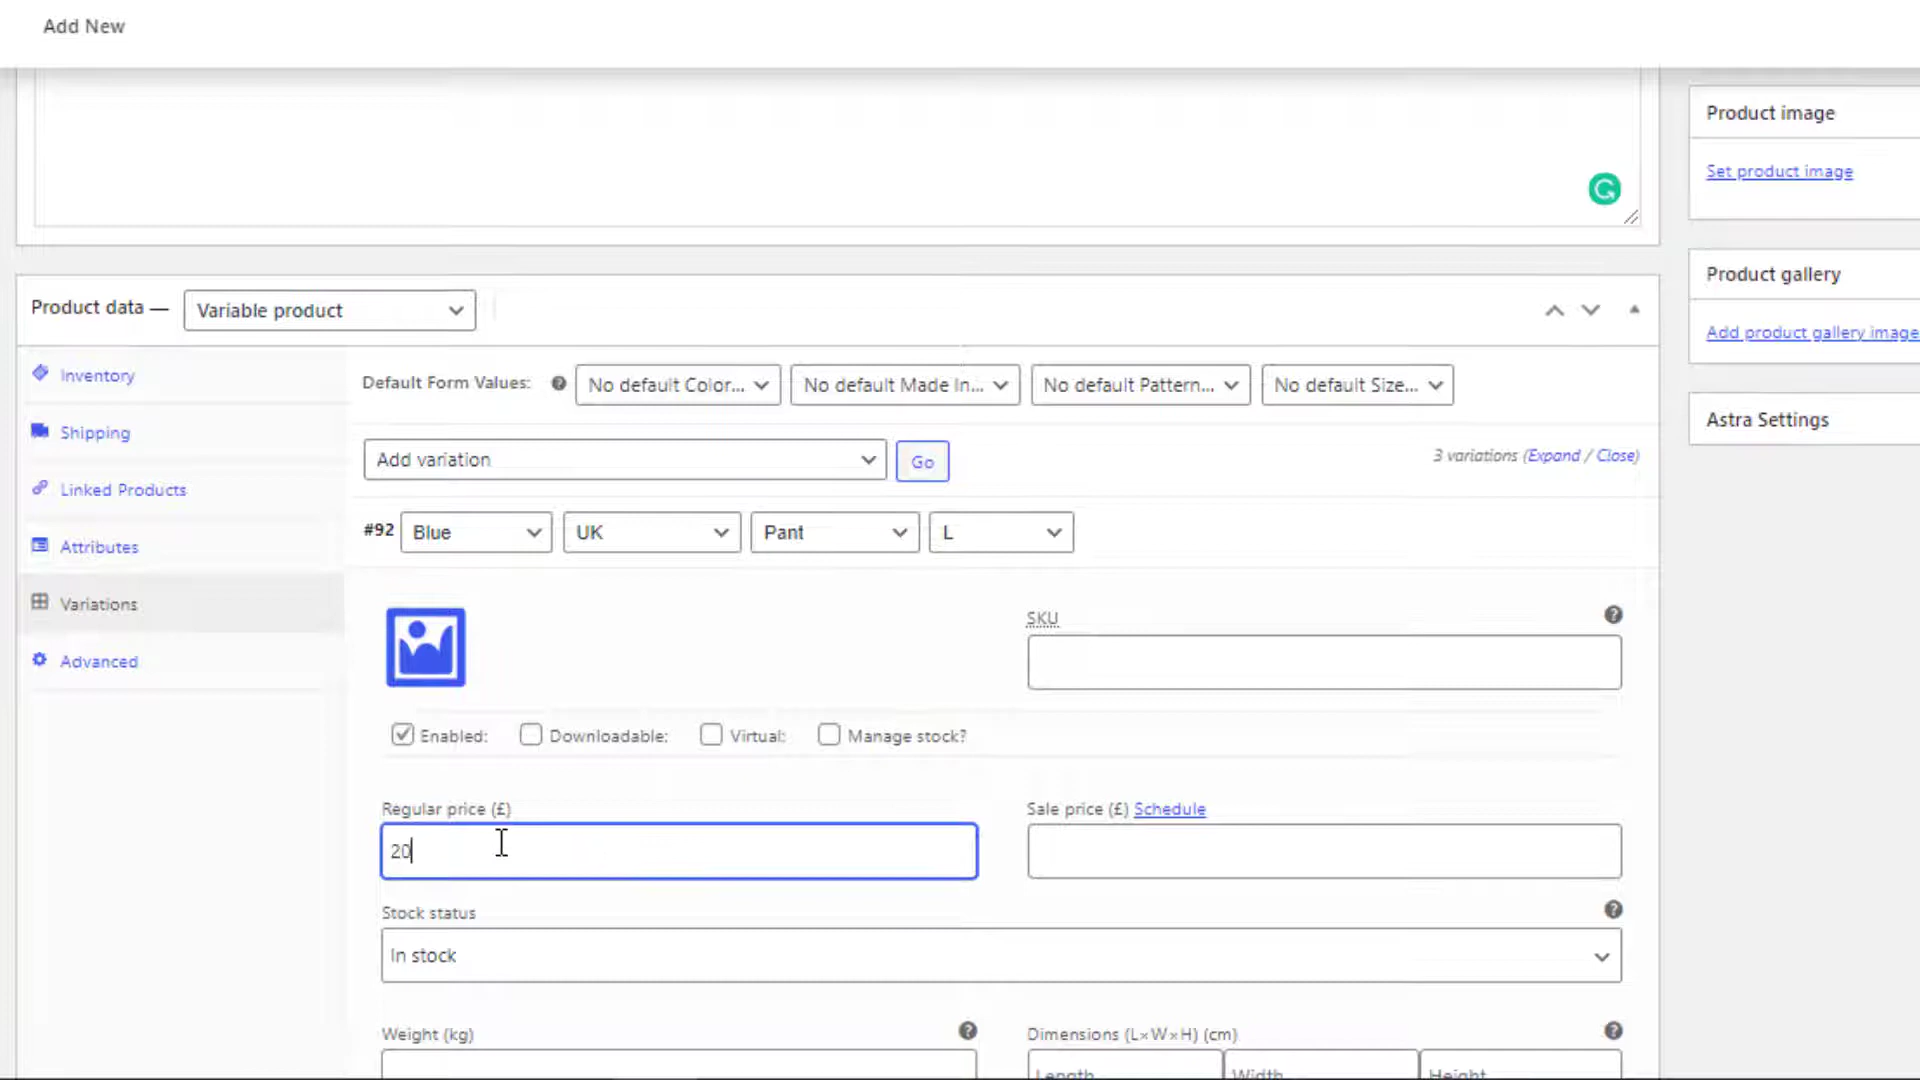 Add New
Product image
Set product image
Product gallery
Add product gallery image
Astra Settings
Product data — Variable product
Inventory
Shipping
Linked Products
Attributes
Variations
Advanced
Default Form Values: No default Color... No default Made In... No default Pattern... No default Size...
Add variation Go 3 variations (Expand / Close)
#92 Blue UK Pant L
SKU
Enabled: Downloadable: Virtual: Manage stock?
Regular price (£) Sale price (£) Schedule
20
Stock status
In stock
Weight (kg) Dimensions (L×W×H) (cm)
Length Width Height